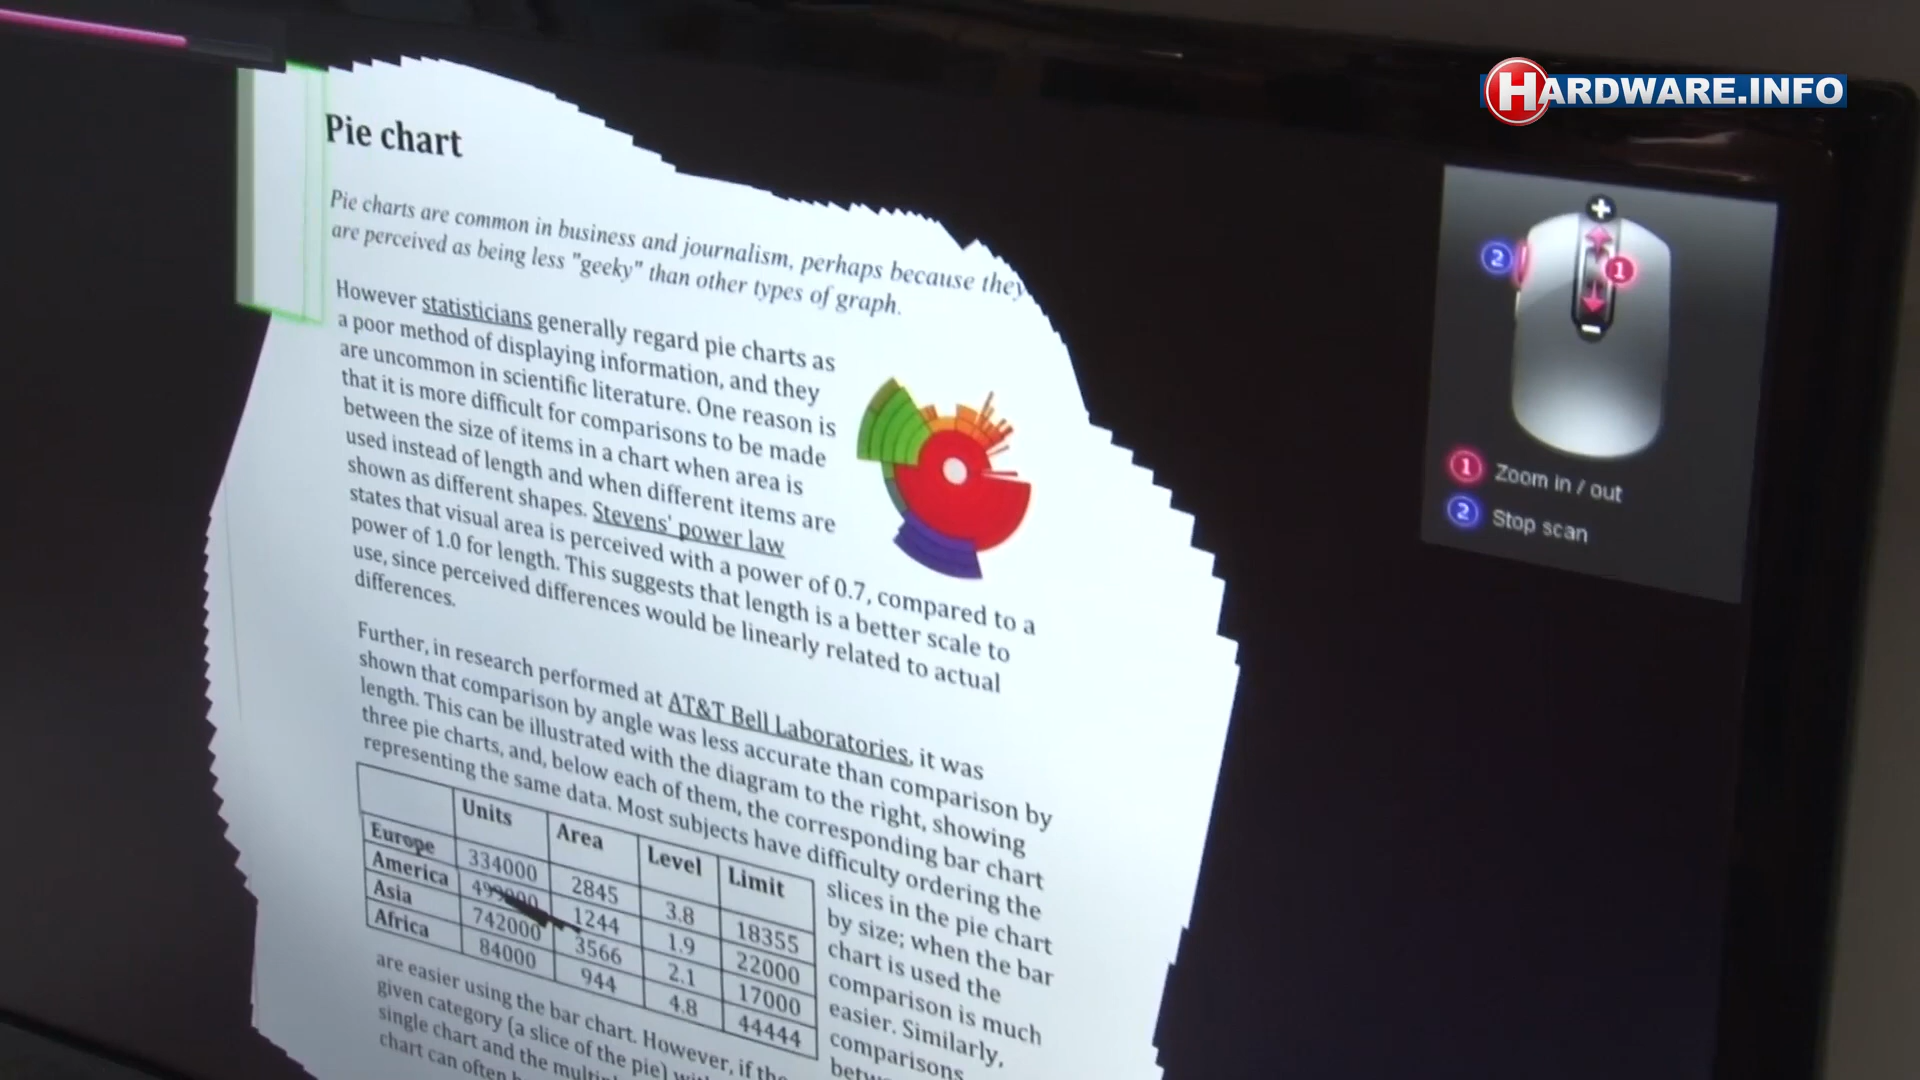 HARDWARE.INFO
Pie chart
Pie charts are common in business and journalism, perhaps because they
are perceived as being less "geeky" than other types of graph.
However statisticians generally regard pie charts as
a poor method of displaying information, and they
are uncommon in scientific literature. One reason is
that it is more difficult for comparisons to be made
between the size of items in a chart when area is
used instead of length and when different items are
shown as different shapes. Stevens' power law
states that visual area is perceived with a power of 0.7, compared to a
power of 1.0 for length. This suggests that length is a better scale to
use, since perceived differences would be linearly related to actual
differences.
Further, in research performed at AT&T Bell Laboratories, it was
shown that comparison by angle was less accurate than comparison by
length. This can be illustrated with the diagram to the right, showing
three pie charts, and, below each of them, the corresponding bar chart
representing the same data. Most subjects have difficulty ordering the
Units Area Level Limit
Europe 334000 2845 3.8 18355
America 1244 1.9 22000
Asia 742000 3566 2.1 17000
Africa 84000 944 4.8 44444
slices in the pie chart
by size; when the bar
chart is used the
comparison is much
easier. Similarly,
comparisons
are easier using the bar chart. However, if the
given category (a slice of the pie)
single chart and the
chart can often
+
2
1
-
1 Zoom in / out
2 Stop scan